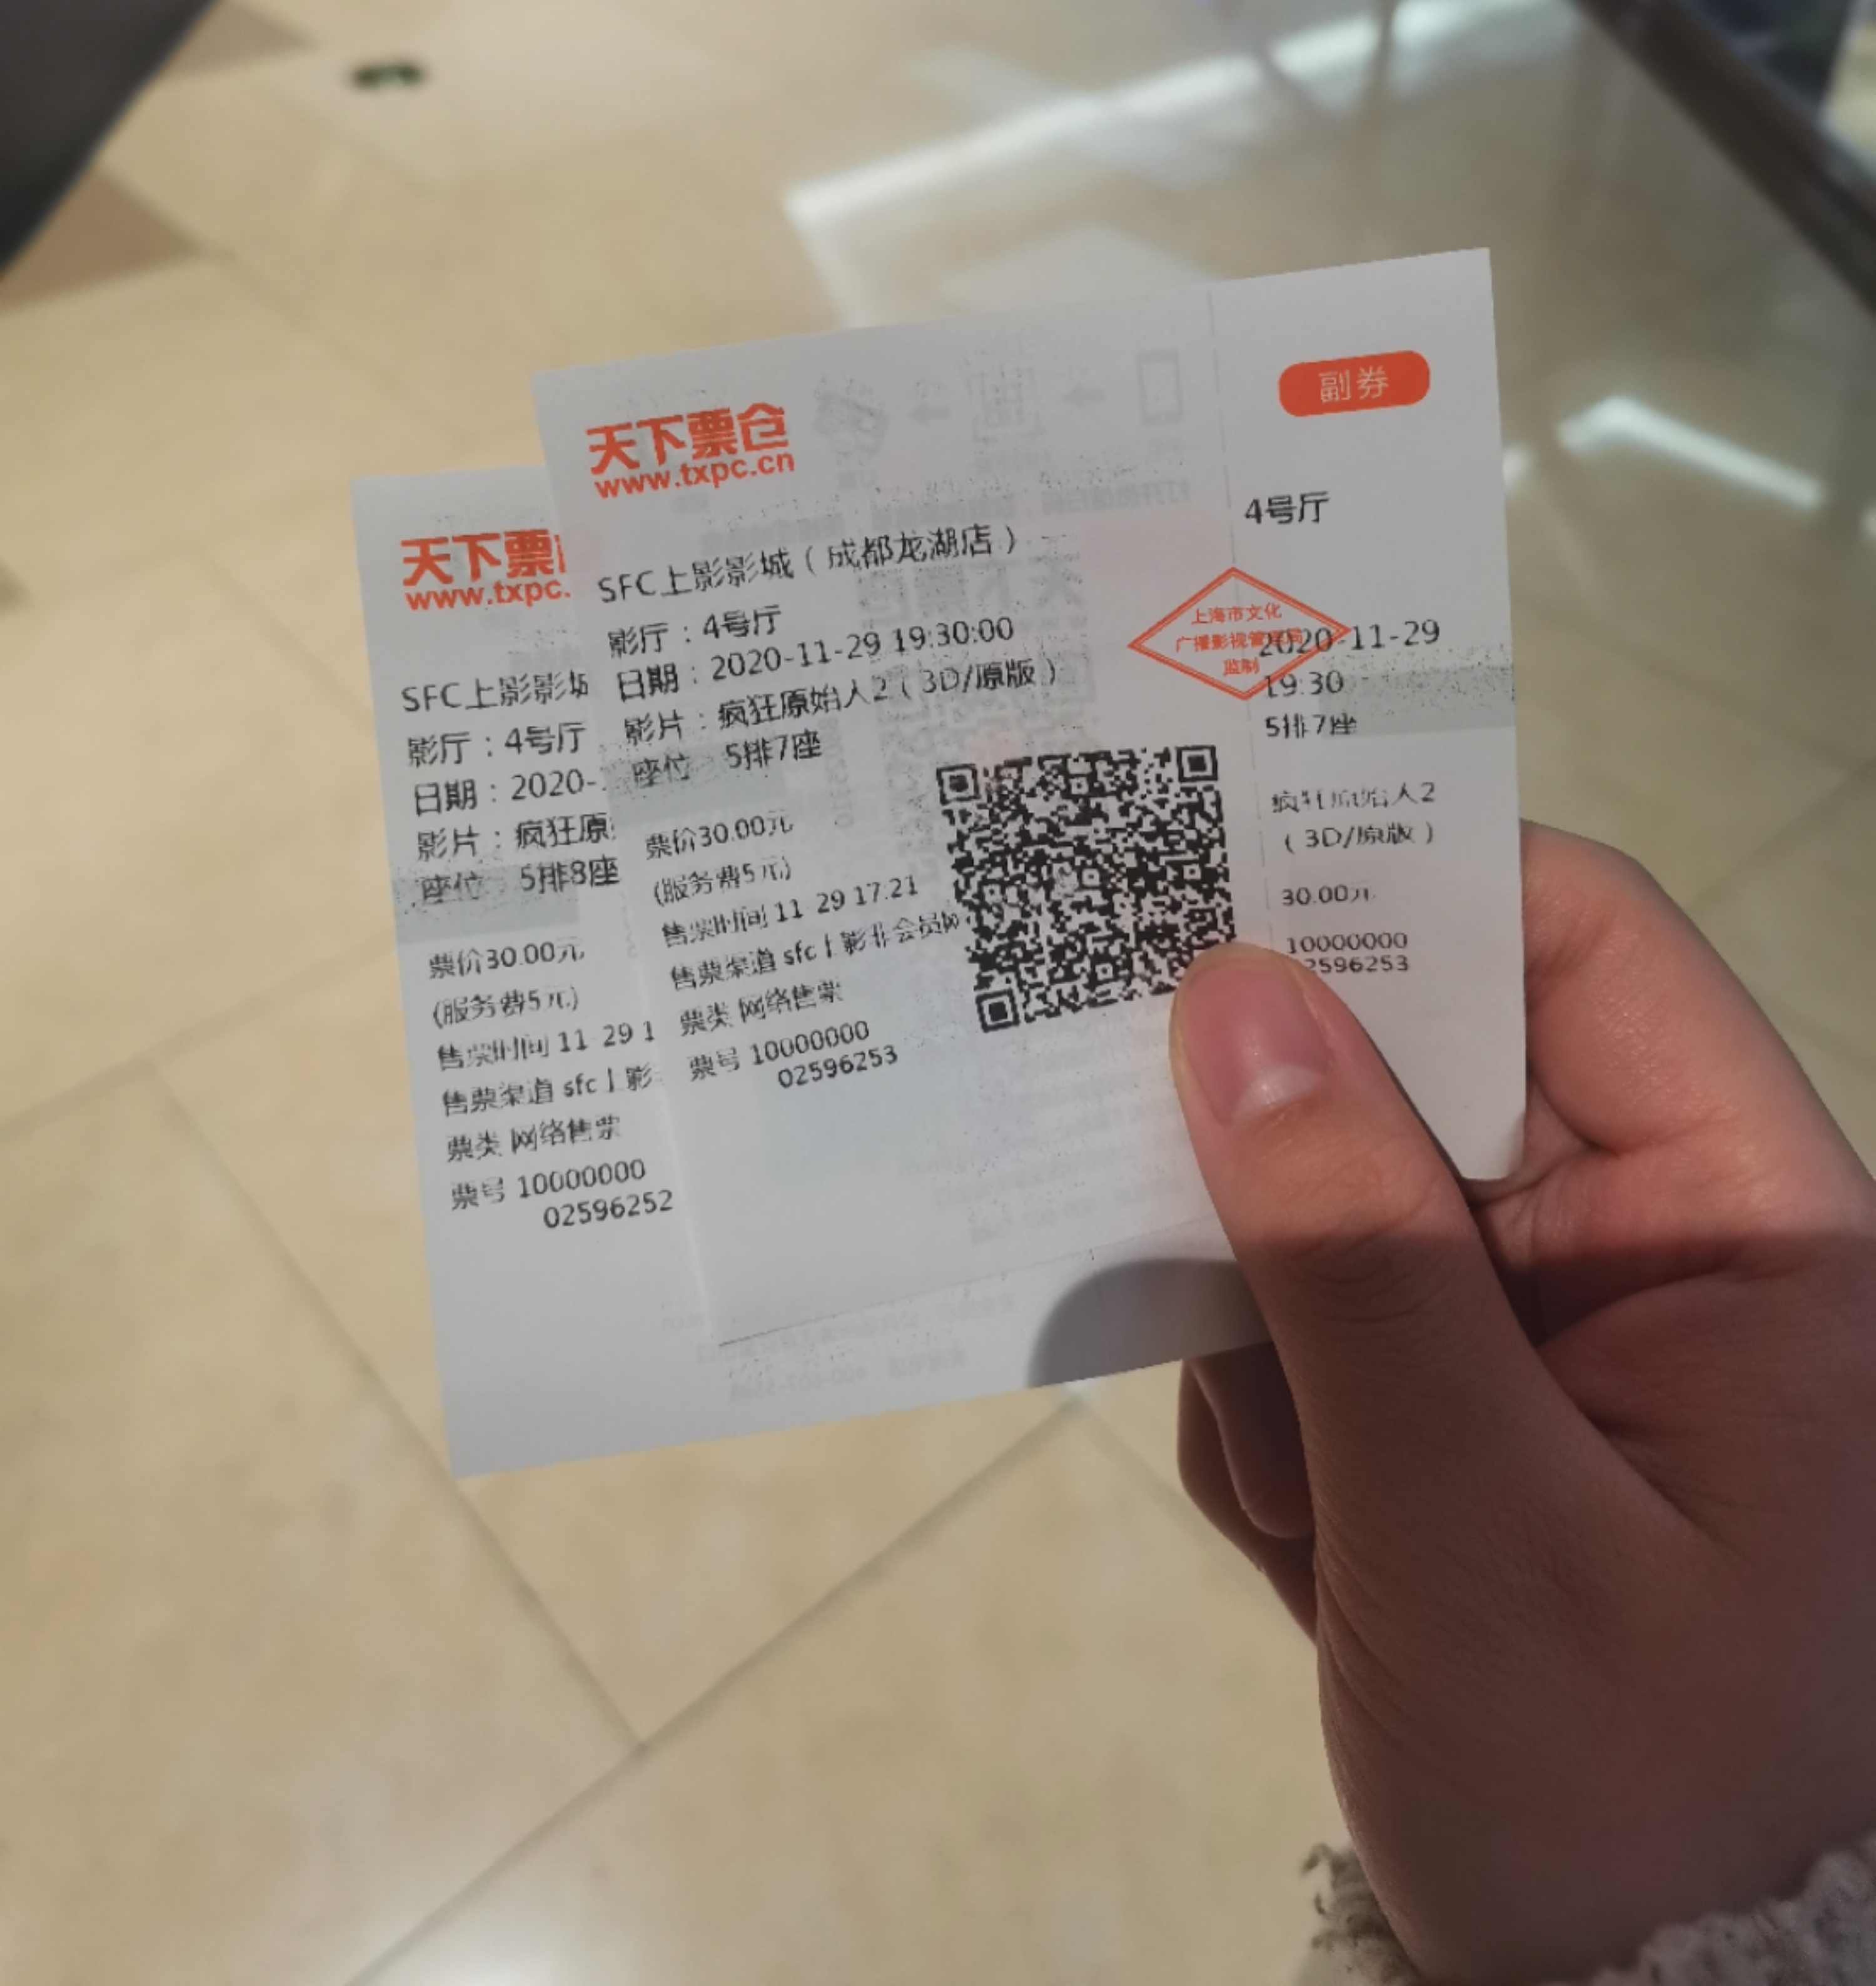 天下票仓
www.txpc.cn
SFC上影影城（成都龙湖店）
影厅：4号厅
日期：2020-11-29 19:30:00
影片：疯狂原始人2（3D/原版）
座位 5排7座
票价30.00元
(服务费5元)
售票时间 11-29 17:21
售票渠道 sfc上影非会员网
票类 网络售票
票号 10000000
02596253
副券
4号厅
上海市文化
广播影视管理局
监制
2020-11-29
19:30
5排7座
疯狂原始人2
（3D/原版）
30.00元
10000000
02596253
天下票
www.txpc.
SFC上影影城
影厅：4号厅
日期：2020-
影片：疯狂原
座位 5排8座
票价30.00元
(服务费5元)
售票时间 11-29 1
售票渠道 sfc上影
票类 网络售票
票号 10000000
02596252